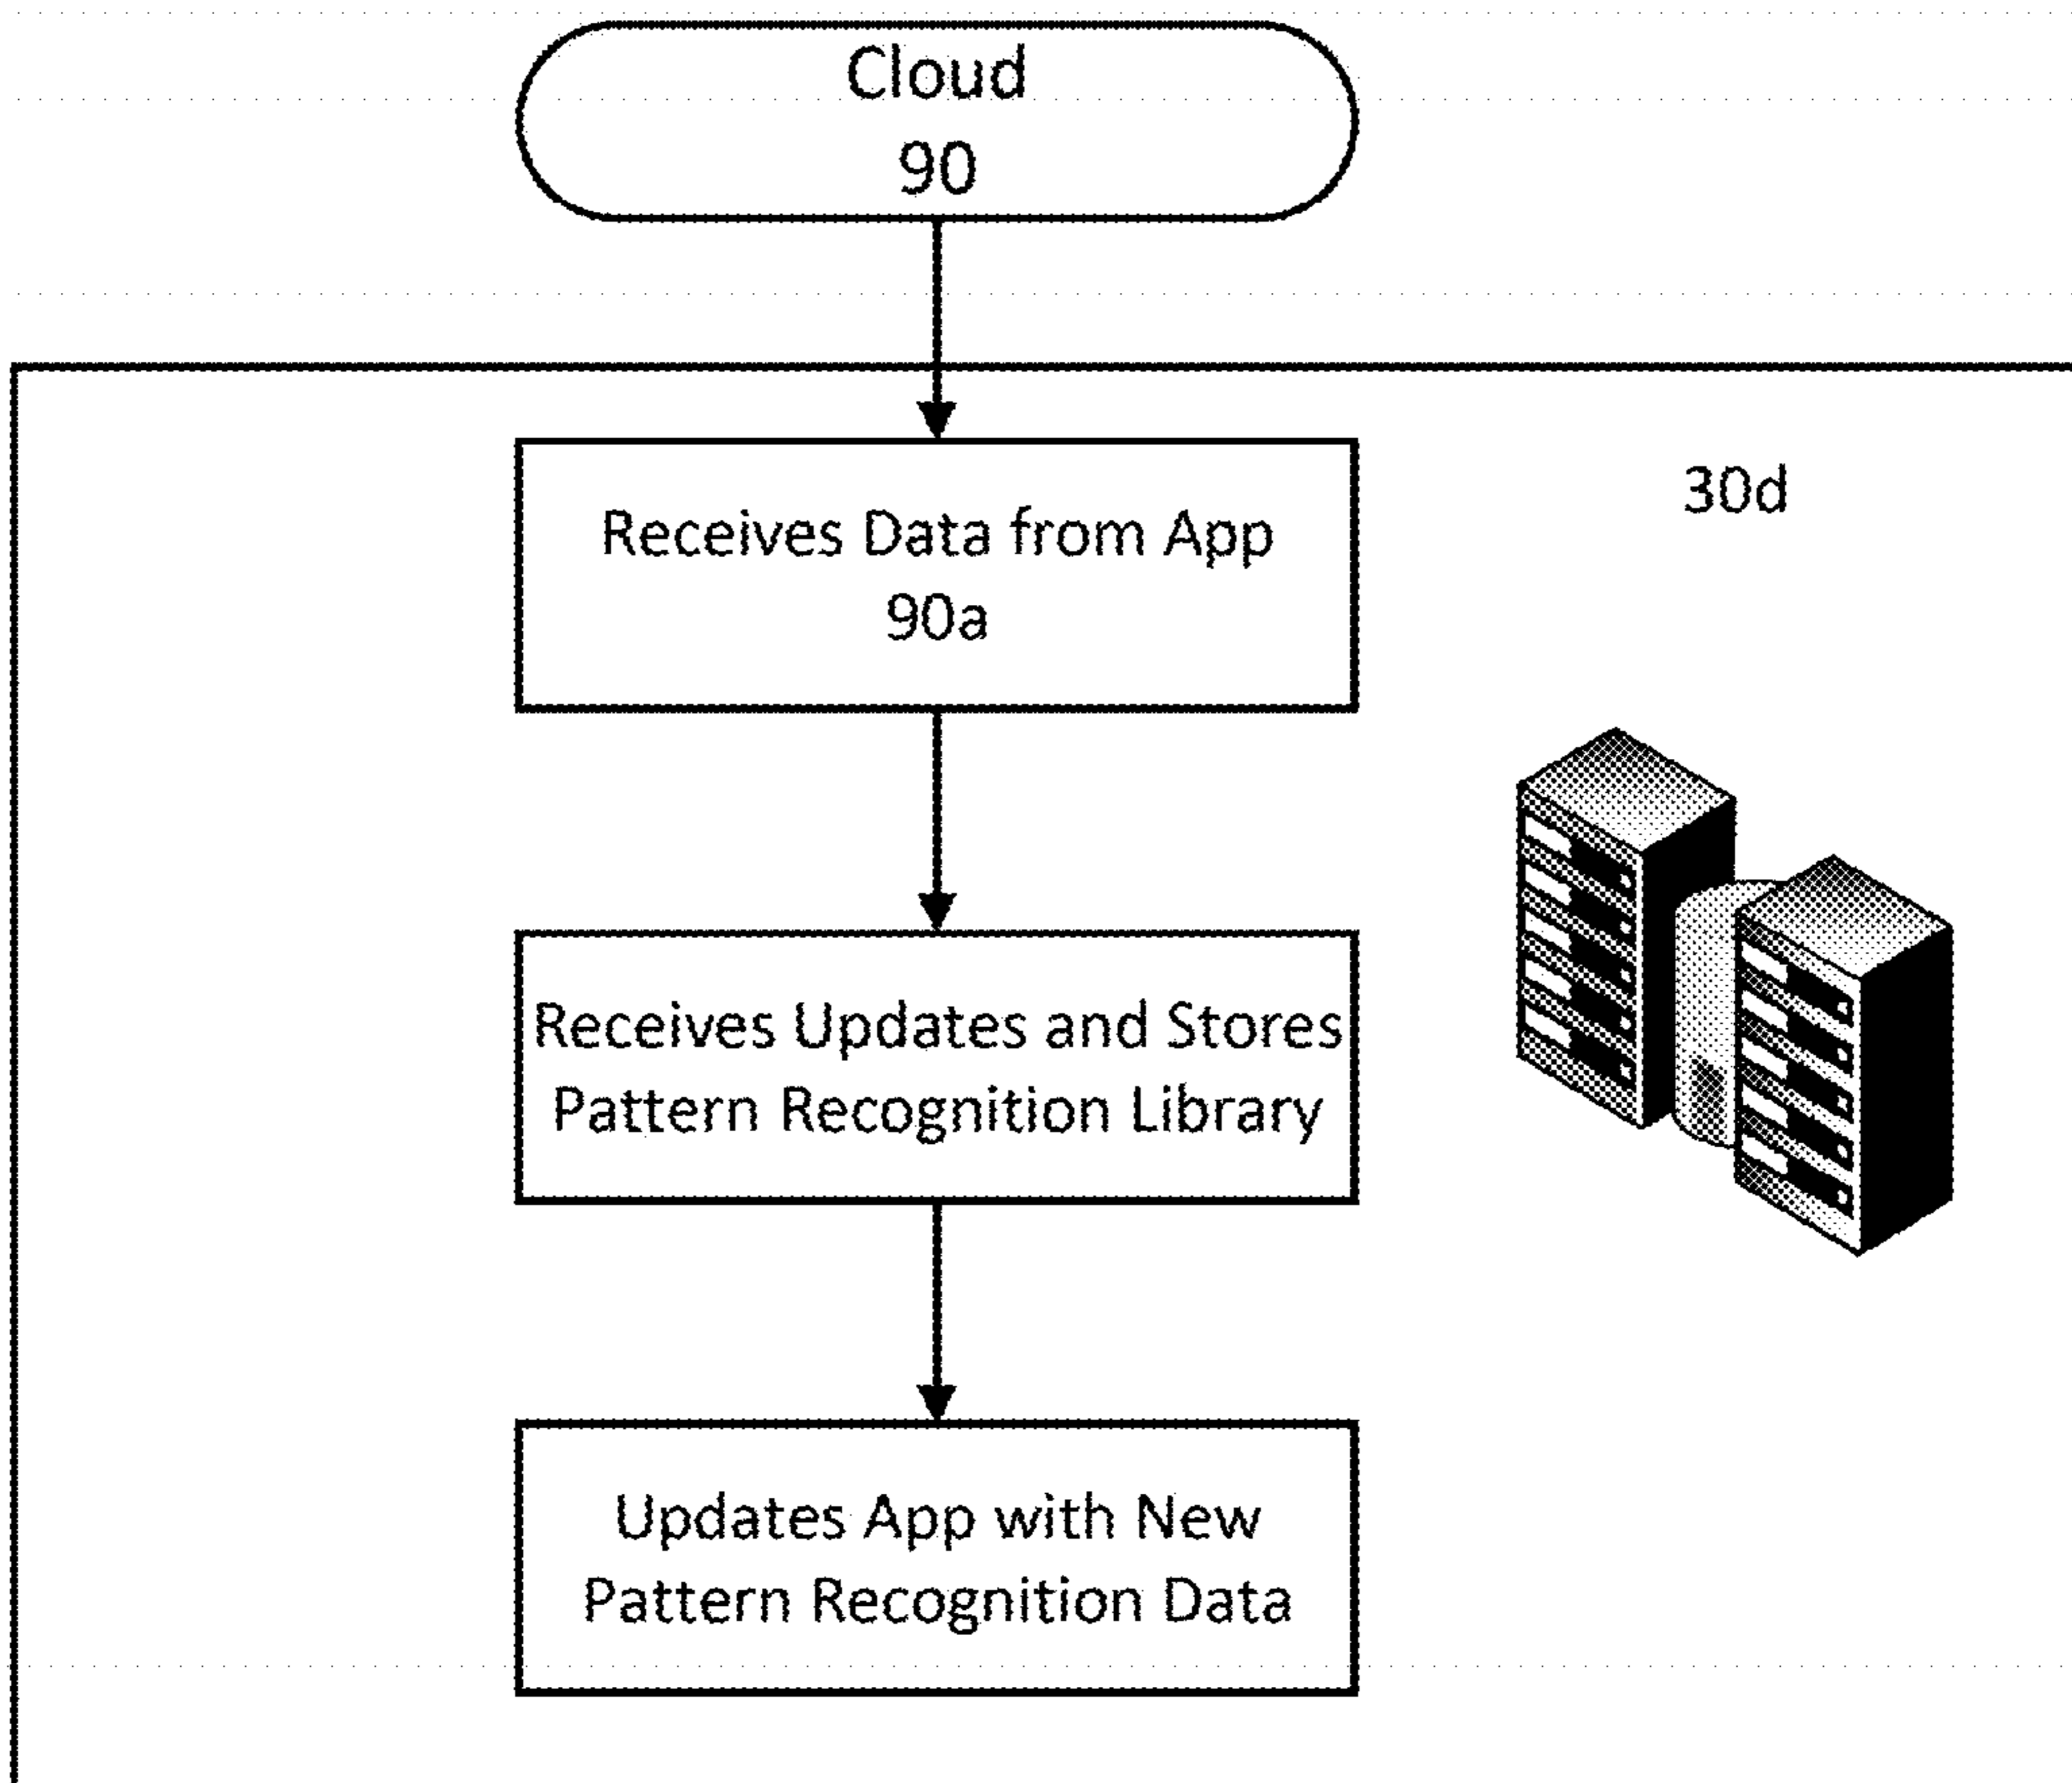 Cloud
90
Receives Data from App
90a
30d
Receives Updates and Stores
Pattern Recognition Library
Updates App with New
Pattern Recognition Data